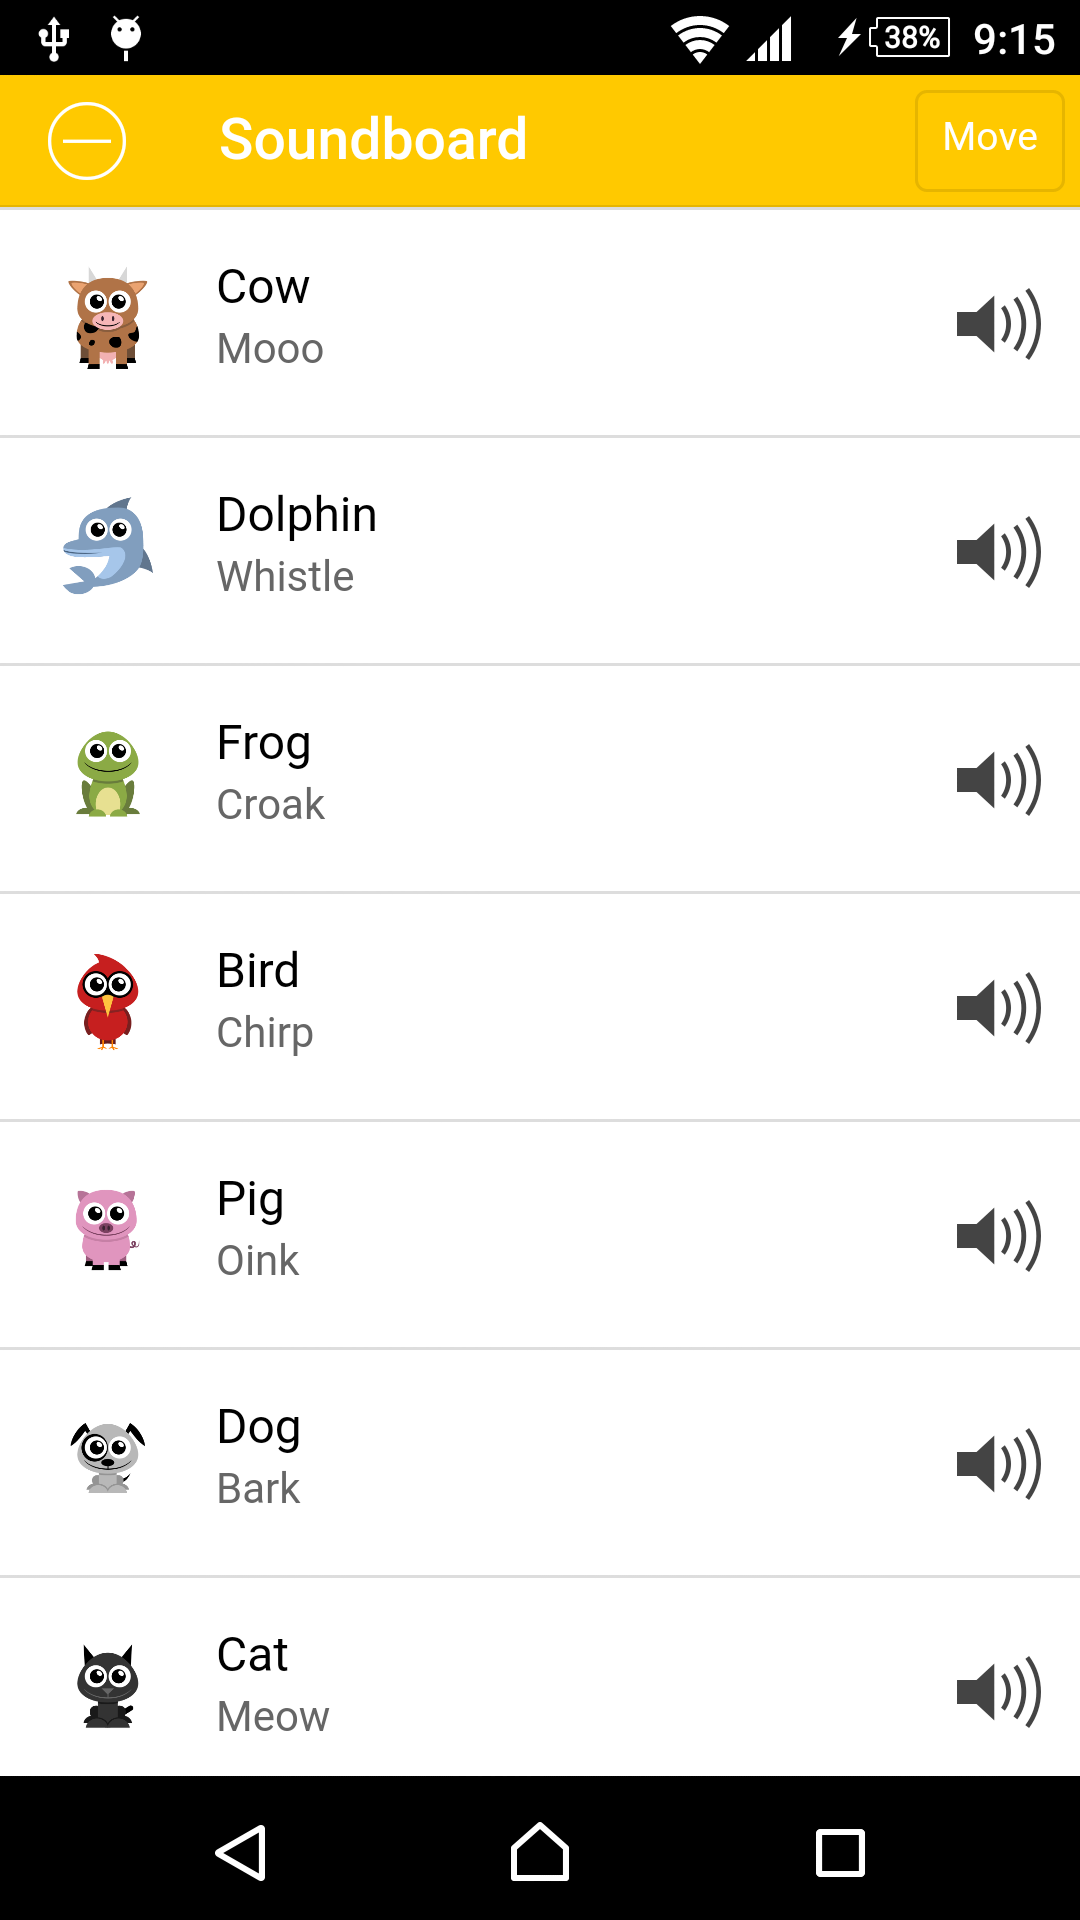 38% 9:15
Soundboard Move
Cow
Mooo
Dolphin
Whistle
Frog
Croak
Bird
Chirp
Pig
Oink
Dog
Bark
Cat
Meow